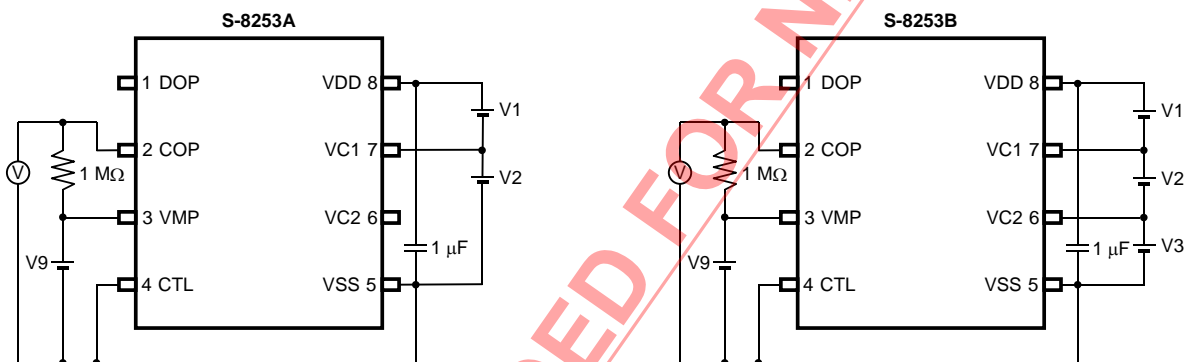 S-8253A
1 DOP
VDD 8
V1
2 COP
VC1 7
V
1 MΩ
V2
3 VMP
VC2 6
V9
1 μF
4 CTL
VSS 5
S-8253B
1 DOP
VDD 8
V1
2 COP
VC1 7
V
1 MΩ
V2
3 VMP
VC2 6
V9
1 μF
V3
4 CTL
VSS 5
ED FOR N